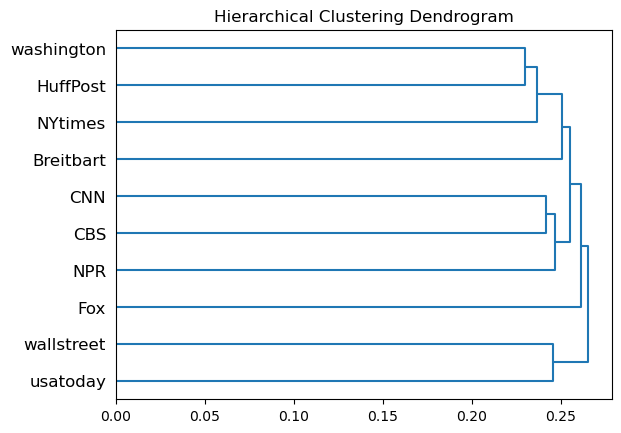 Hierarchical Clustering Dendrogram
washington
HuffPost
NYtimes
Breitbart
CNN
CBS
NPR
Fox
wallstreet
usatoday
0.00 0.05 0.10 0.15 0.20 0.25